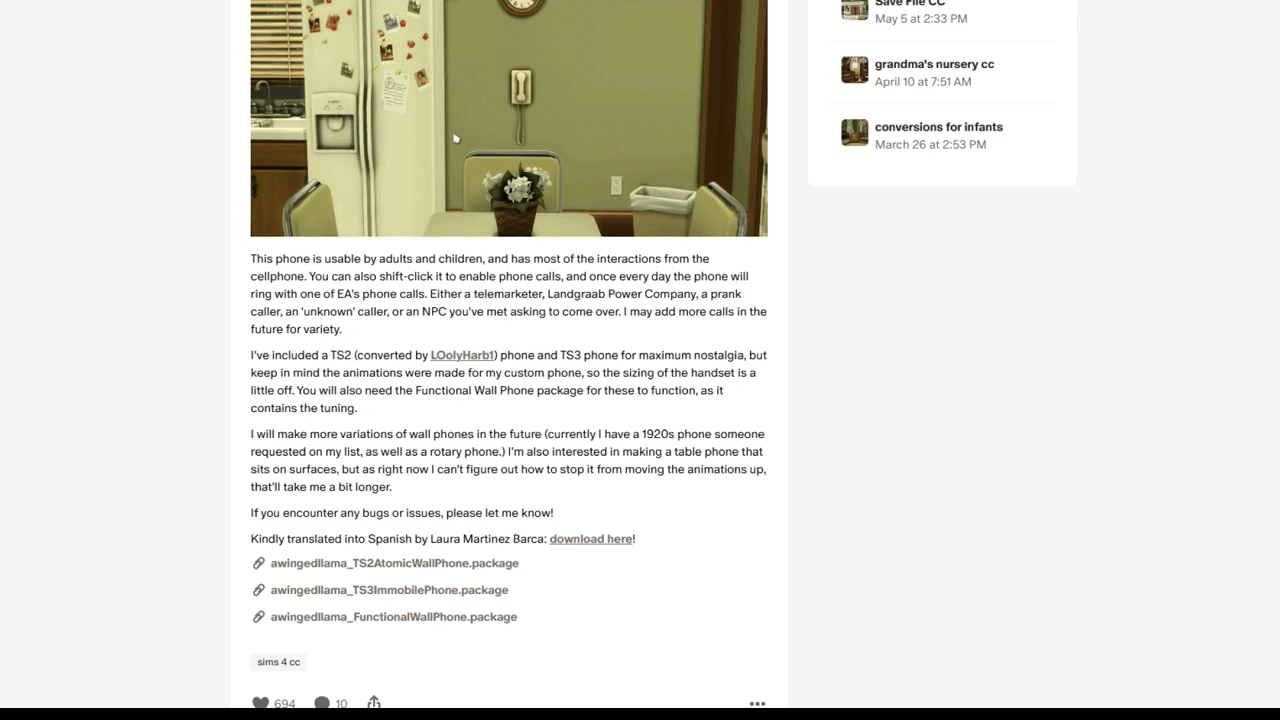 This phone is usable by adults and children, and has most of the interactions from the
cellphone. You can also shift-click it to enable phone calls, and once every day the phone will
ring with one of EA's phone calls. Either a telemarketer, Landgraab Power Company, a prank
caller, an 'unknown' caller, or an NPC you've met asking to come over. I may add more calls in the
future for variety.
I've included a TS2 (converted by LOolyHarb1) phone and TS3 phone for maximum nostalgia, but
keep in mind the animations were made for my custom phone, so the sizing of the handset is a
little off. You will also need the Functional Wall Phone package for these to function, as it
contains the tuning.
I will make more variations of wall phones in the future (currently I have a 1920s phone someone
requested on my list, as well as a rotary phone.) I'm also interested in making a table phone that
sits on surfaces, but as right now I can't figure out how to stop it from moving the animations up,
that'll take me a bit longer.
If you encounter any bugs or issues, please let me know!
Kindly translated into Spanish by Laura Martinez Barca: download here!
awingedllama_TS2AtomicWallPhone.package
awingedllama_TS3ImmobilePhone.package
awingedllama_FunctionalWallPhone.package
sims 4 cc
694
10
Save File CC
May 5 at 2:33 PM
grandma's nursery cc
April 10 at 7:51 AM
conversions for infants
March 26 at 2:53 PM